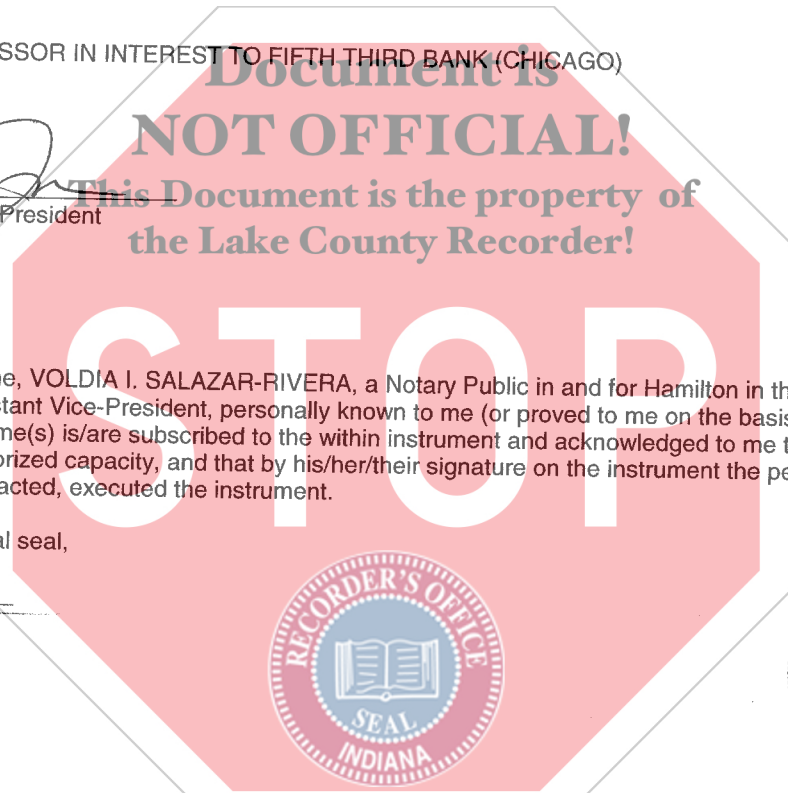 SSOR IN INTEREST TO FIFTH THIRD BANK (CHICAGO)
Document is
NOT OFFICIAL!
This Document is the property of
the Lake County Recorder!
President
STOP
e, VOLDIA I. SALAZAR-RIVERA, a Notary Public in and for Hamilton in th
tant Vice-President, personally known to me (or proved to me on the basis
me(s) is/are subscribed to the within instrument and acknowledged to me t
orized capacity, and that by his/her/their signature on the instrument the pe
acted, executed the instrument.
al seal,
RECORDER'S OFFICE
SEAL
INDIANA